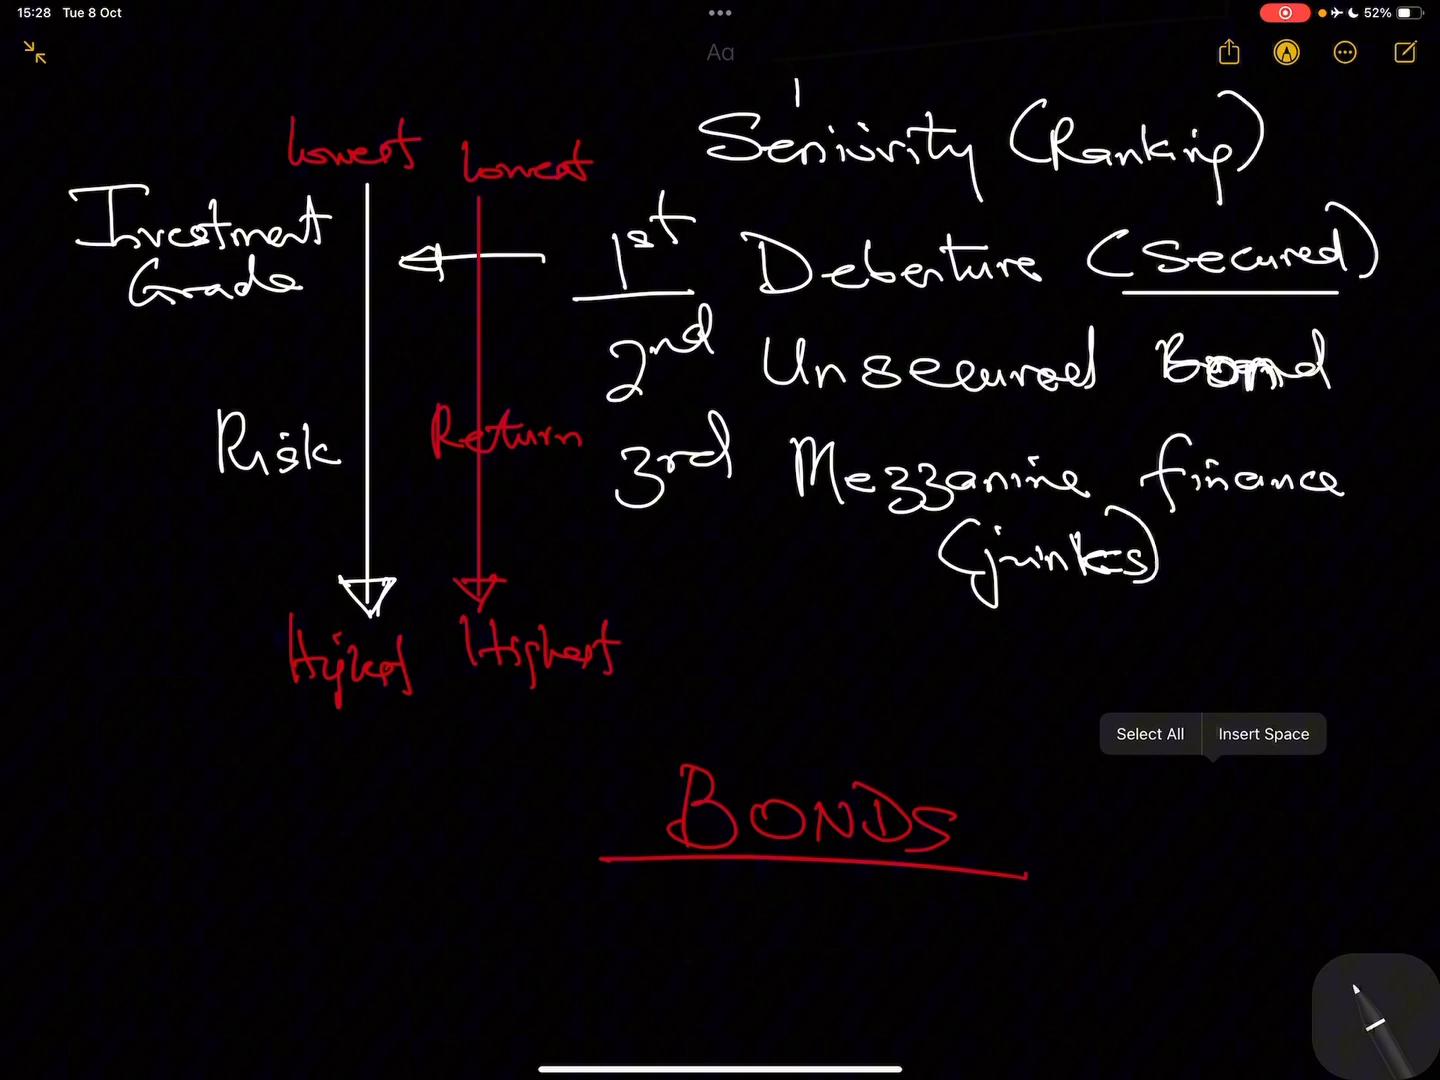 15:28 Tue 8 Oct
52%
Aa
Seniority (Ranking)
Lowest Lowest
Investment
Grade
1st Debenture (Secured)
2nd Unsecured Bond
Risk
Return
3rd Mezzanine finance
(junks)
Highest Highest
Select All Insert Space
BONDS